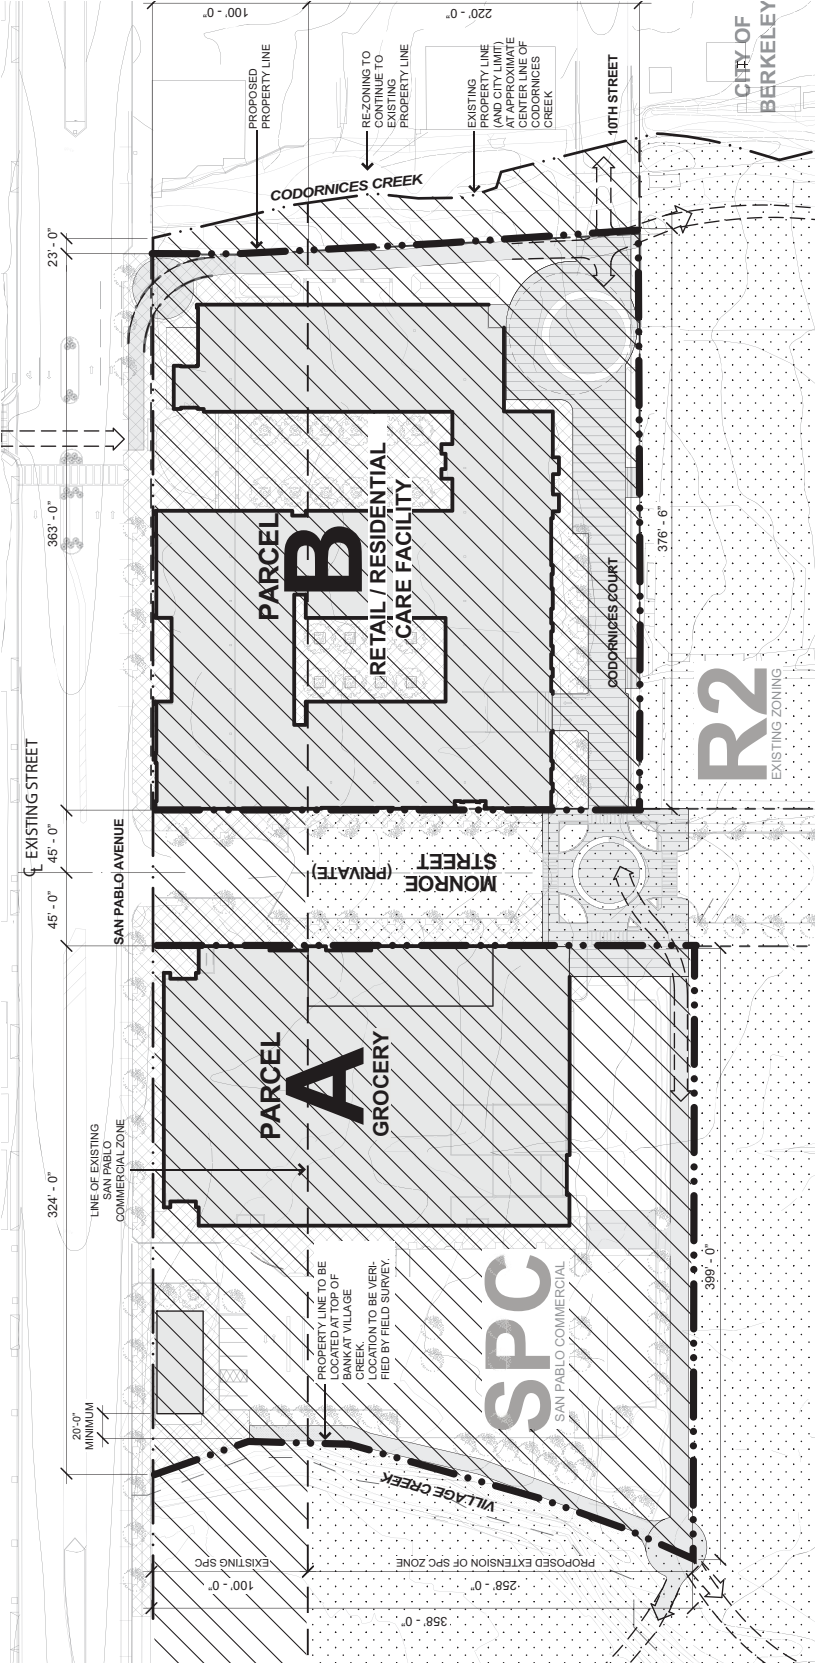 100' - 0"
220' - 0"
CITY OF
BERKELEY
PROPOSED
PROPERTY LINE
RE-ZONING TO
CONTINUE TO
EXISTING
PROPERTY LINE
EXISTING
PROPERTY LINE
(AND CITY LIMIT)
AT APPROXIMATE
CENTER LINE OF
CODORNICES
CREEK
10TH STREET
CODORNICES CREEK
23' - 0"
363' - 0"
PARCEL
B
RETAIL / RESIDENTIAL
CARE FACILITY
376' - 6"
CODORNICES COURT
R2
EXISTING ZONING
CL EXISTING STREET
45' - 0"
45' - 0"
SAN PABLO AVENUE
MONROE
STREET
(PRIVATE)
PARCEL
A
GROCERY
LINE OF EXISTING
SAN PABLO
COMMERCIAL ZONE
324' - 0"
PROPERTY LINE TO BE
LOCATED AT TOP OF
BANK AT VILLAGE
CREEK.
LOCATION TO BE VERI-
FIED BY FIELD SURVEY.
SPC
SAN PABLO COMMERCIAL
399' - 0"
20'-0"
MINIMUM
VILLAGE CREEK
EXISTING SPC
100' - 0"
PROPOSED EXTENSION OF SPC ZONE
258' - 0"
358' - 0"